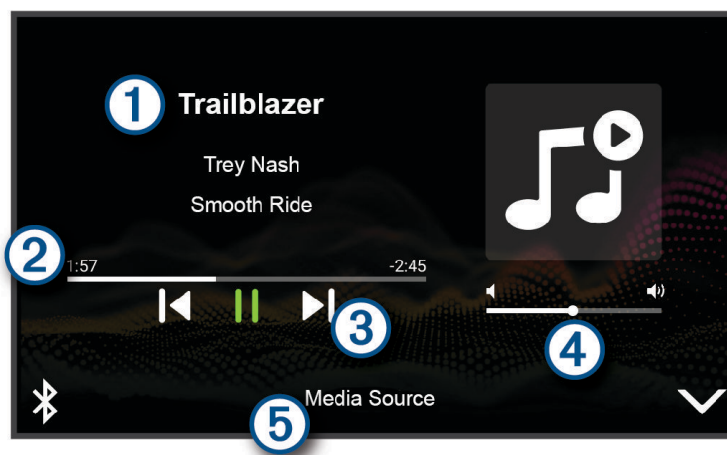 1 Trailblazer
Trey Nash
Smooth Ride
2
1:57 -2:45
3
4
Media Source
5